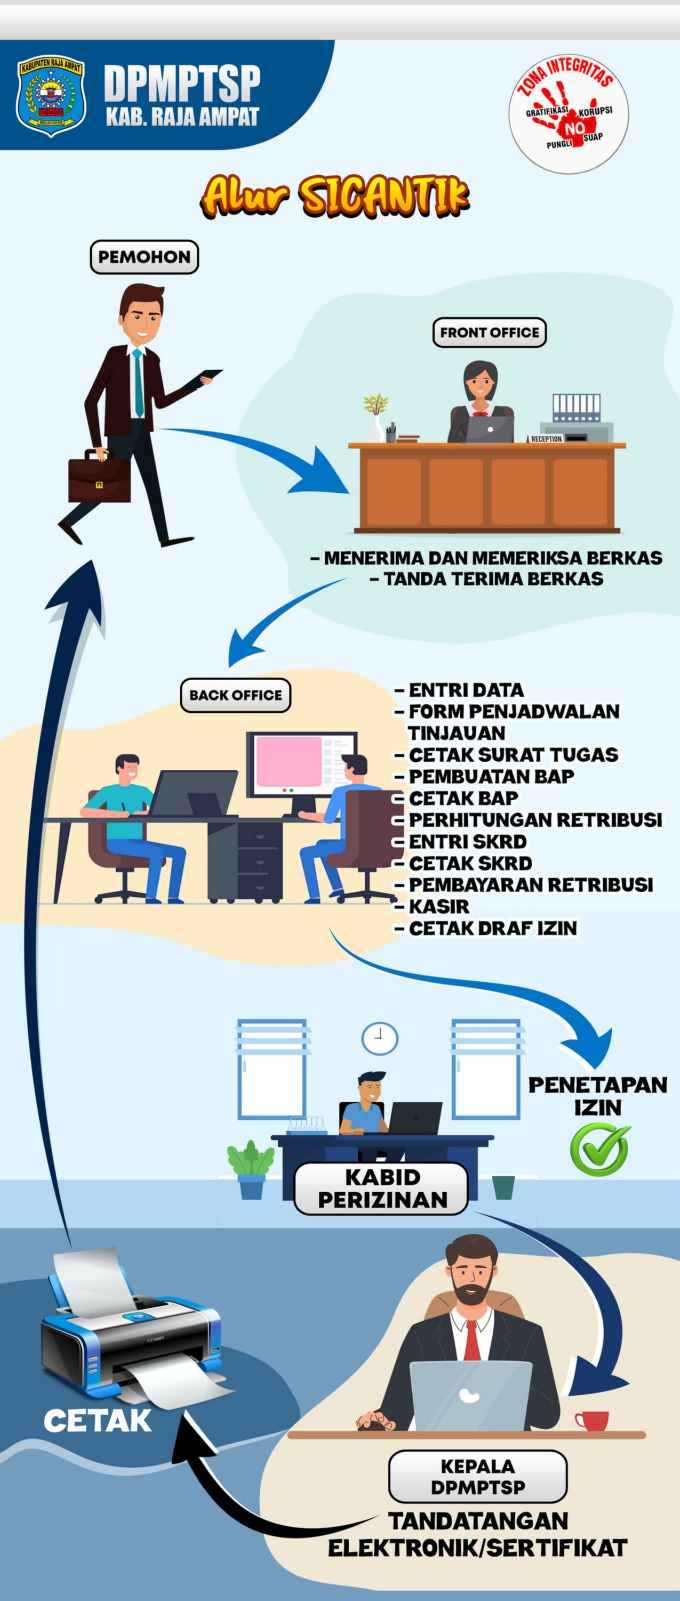 KABUPATEN RAJA AMPAT
DPMPTSP
KAB. RAJA AMPAT
ZONA INTEGRITAS
GRATIFIKASI
KORUPSI
NO
PUNGLI
SUAP
Alur SICANTIK
PEMOHON
FRONT OFFICE
RECEPTION
- MENERIMA DAN MEMERIKSA BERKAS
- TANDA TERIMA BERKAS
BACK OFFICE
- ENTRI DATA
- FORM PENJADWALAN
TINJAUAN
- CETAK SURAT TUGAS
- PEMBUATAN BAP
- CETAK BAP
- PERHITUNGAN RETRIBUSI
- ENTRI SKRD
- CETAK SKRD
- PEMBAYARAN RETRIBUSI
- KASIR
- CETAK DRAF IZIN
PENETAPAN
IZIN
KABID
PERIZINAN
CETAK
KEPALA
DPMPTSP
TANDATANGAN
ELEKTRONIK/SERTIFIKAT